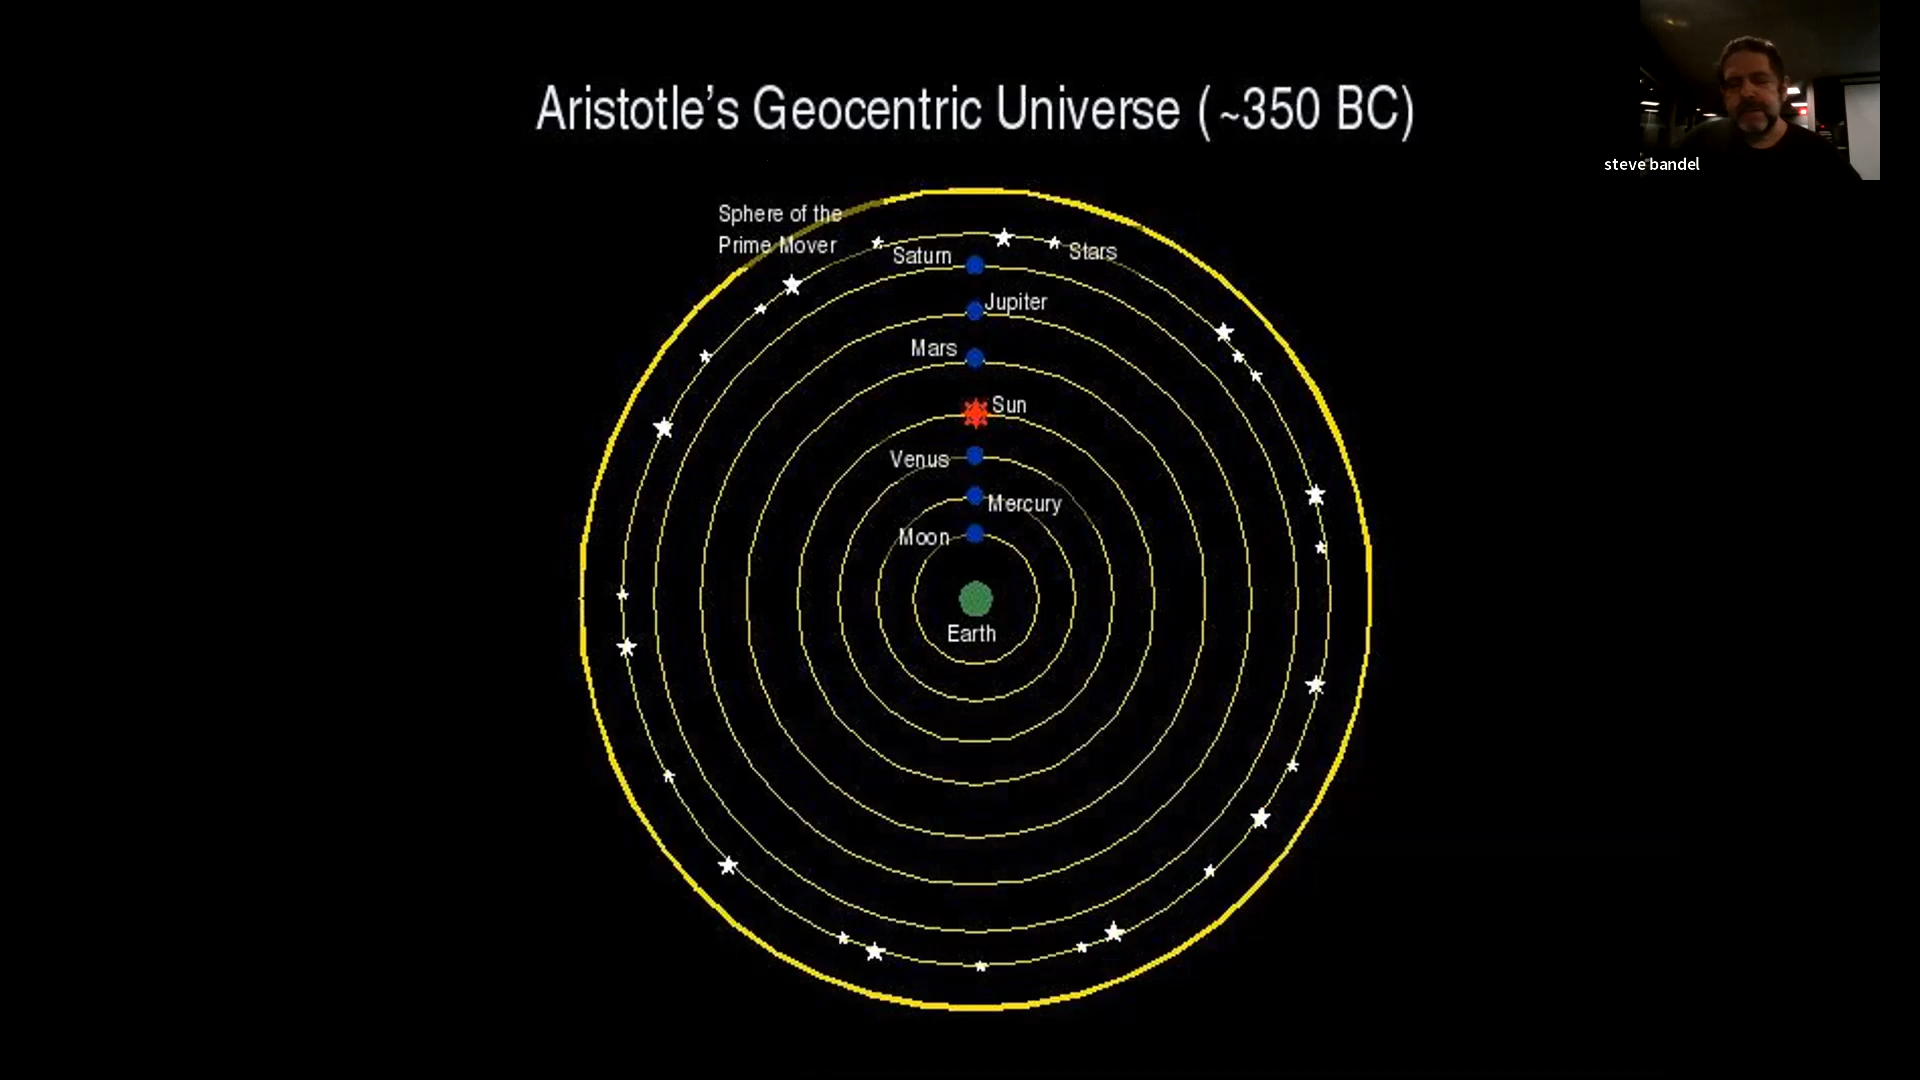 Aristotle's Geocentric Universe (~350 BC)
steve bandel
Sphere of the
Prime Mover
Saturn
Stars
Jupiter
Mars
Sun
Venus
Mercury
Moon
Earth